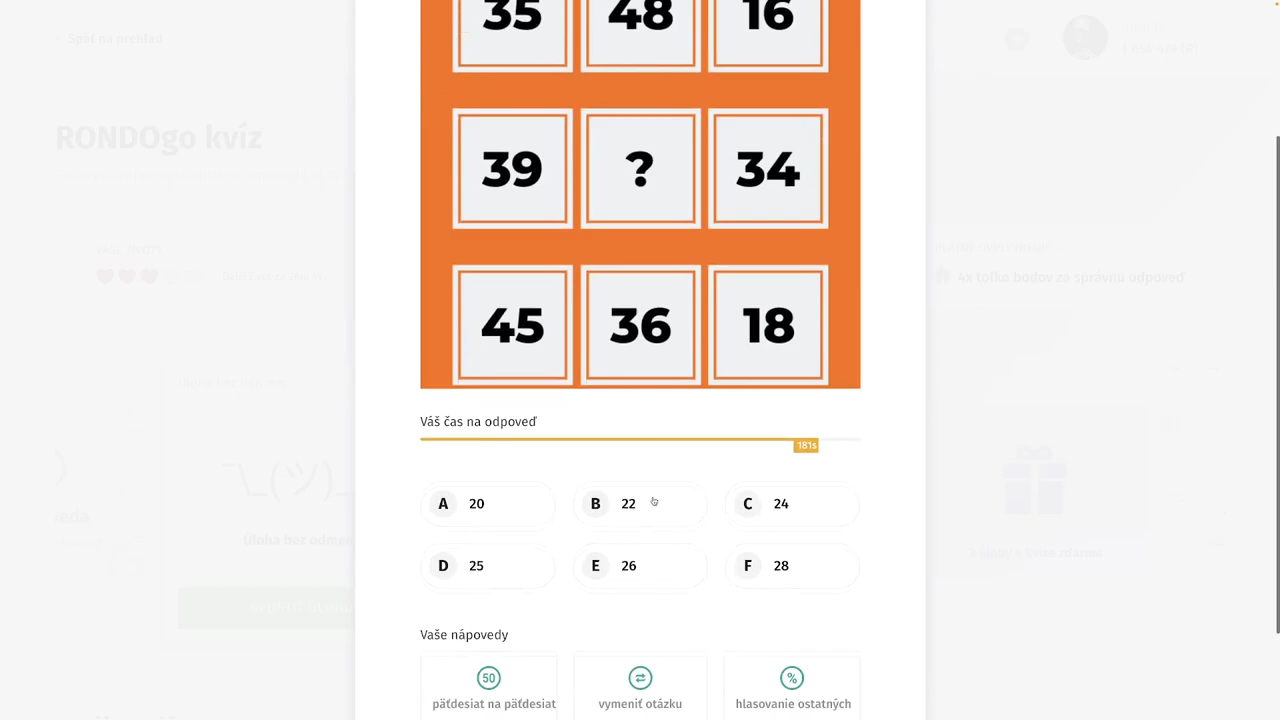 35 48 16
Späť na prehľad
RONDOgo kvíz
39 ? 34
4x toľko bodov za správnu odpoveď
45 36 18
Váš čas na odpoveď
181s
A 20 B 22 C 24
D 25 E 26 F 28
Vaše nápovedy
50
%
päťdesiat na päťdesiat vymeniť otázku hlasovanie ostatných